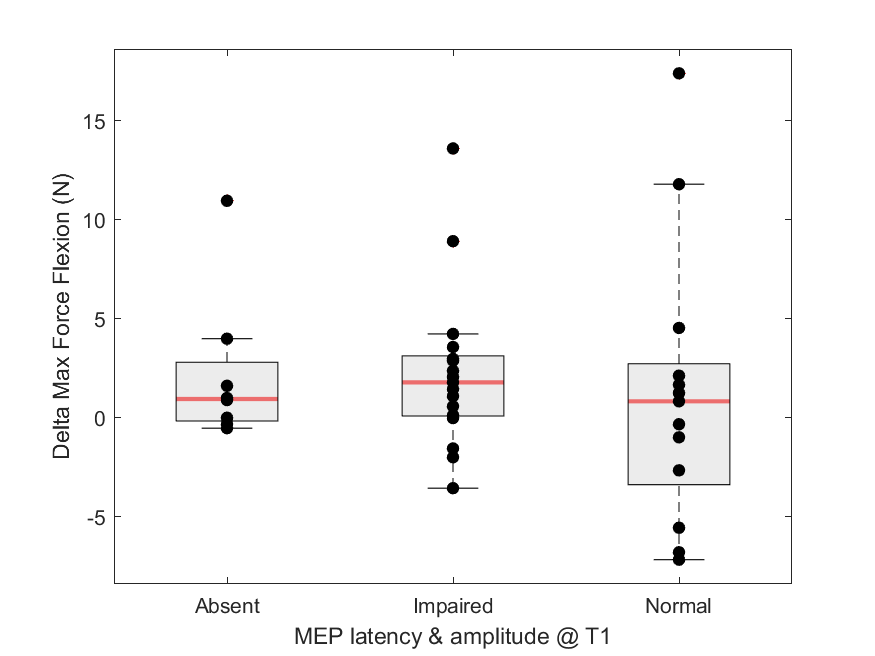 15
10
5
0
-5
Delta Max Force Flexion (N)
Absent
Impaired
Normal
MEP latency & amplitude @ T1